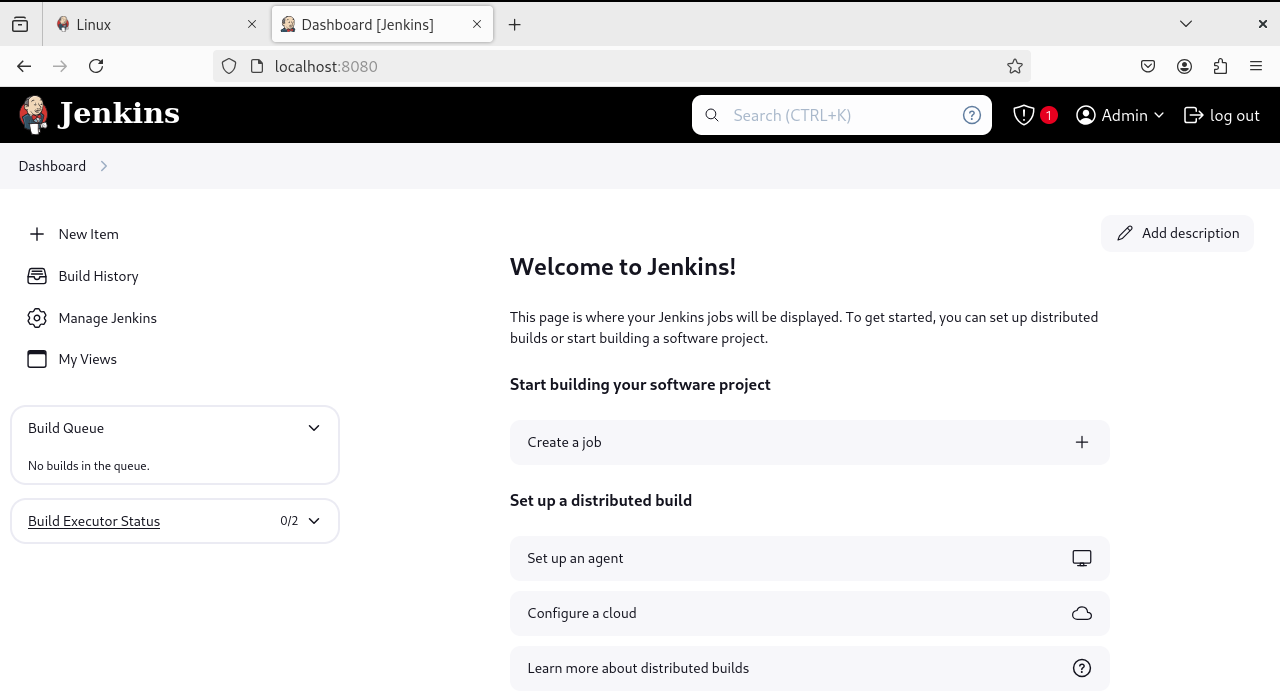 Linux
Dashboard [Jenkins]
localhost:8080
Jenkins
Search (CTRL+K)
?
1
Admin
log out
Dashboard
New Item
Build History
Manage Jenkins
My Views
Build Queue
No builds in the queue.
Build Executor Status
0/2
Add description
Welcome to Jenkins!
This page is where your Jenkins jobs will be displayed. To get started, you can set up distributed
builds or start building a software project.
Start building your software project
Create a job
Set up a distributed build
Set up an agent
Configure a cloud
Learn more about distributed builds
?